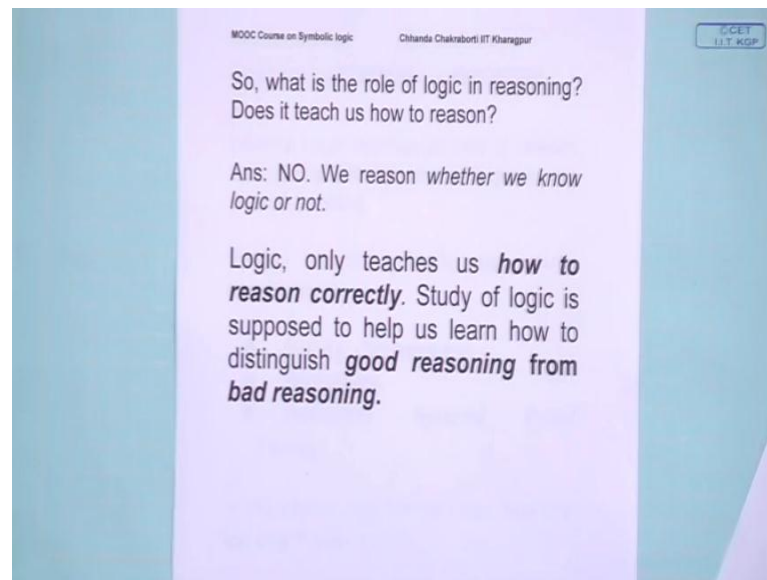 MOOC Course on Symbolic logic Chhanda Chakraborti IIT Kharagpur
©CET
I.I.T KGP
So, what is the role of logic in reasoning?
Does it teach us how to reason?
Ans: NO. We reason whether we know
logic or not.
Logic, only teaches us how to
reason correctly. Study of logic is
supposed to help us learn how to
distinguish good reasoning from
bad reasoning.